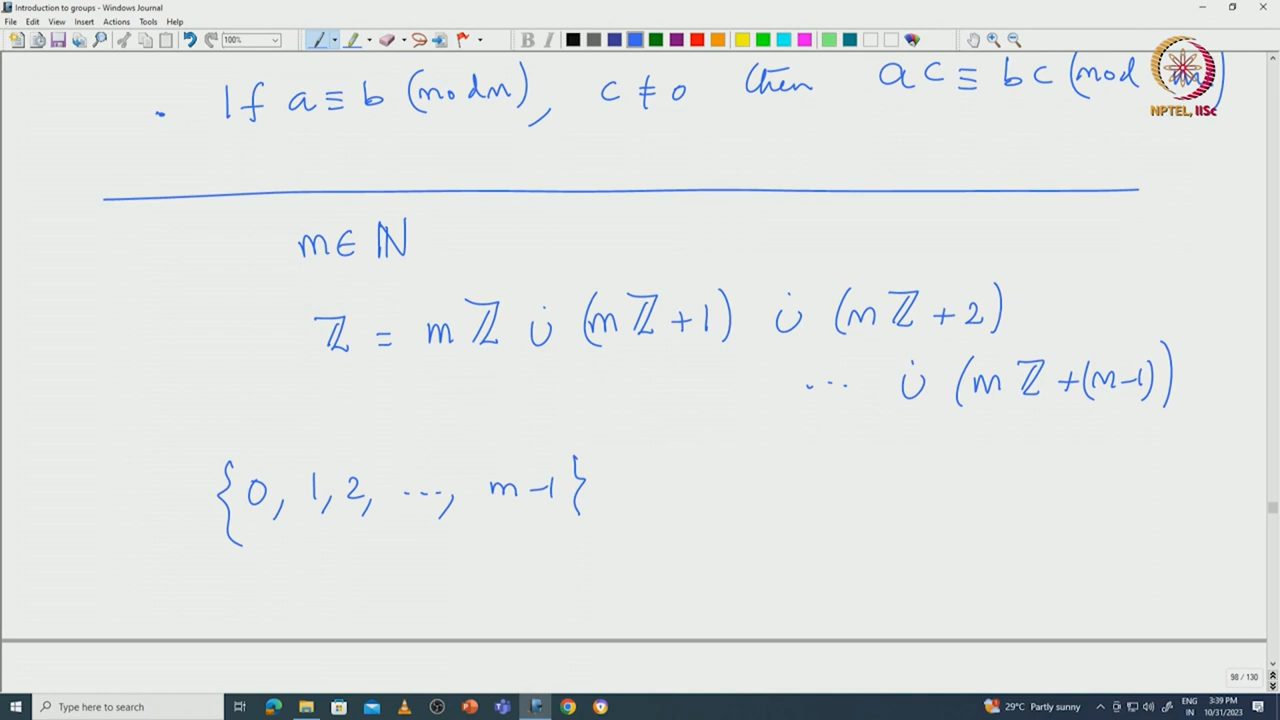 Introduction to groups - Windows Journal
File Edit View Insert Actions Tools Help
100%
B I
NPTEL, IISc
. If a ≡ b (mod m), c ≠ 0 then ac ≡ bc (mod m)
m ∈ ℕ
ℤ = mℤ ∪̇ (mℤ + 1) ∪̇ (mℤ + 2)
... ∪̇ (mℤ + (m-1))
{0, 1, 2, ..., m-1}
98 / 130
Type here to search
29°C Partly sunny
ENG
IN
3:39 PM
10/31/2023